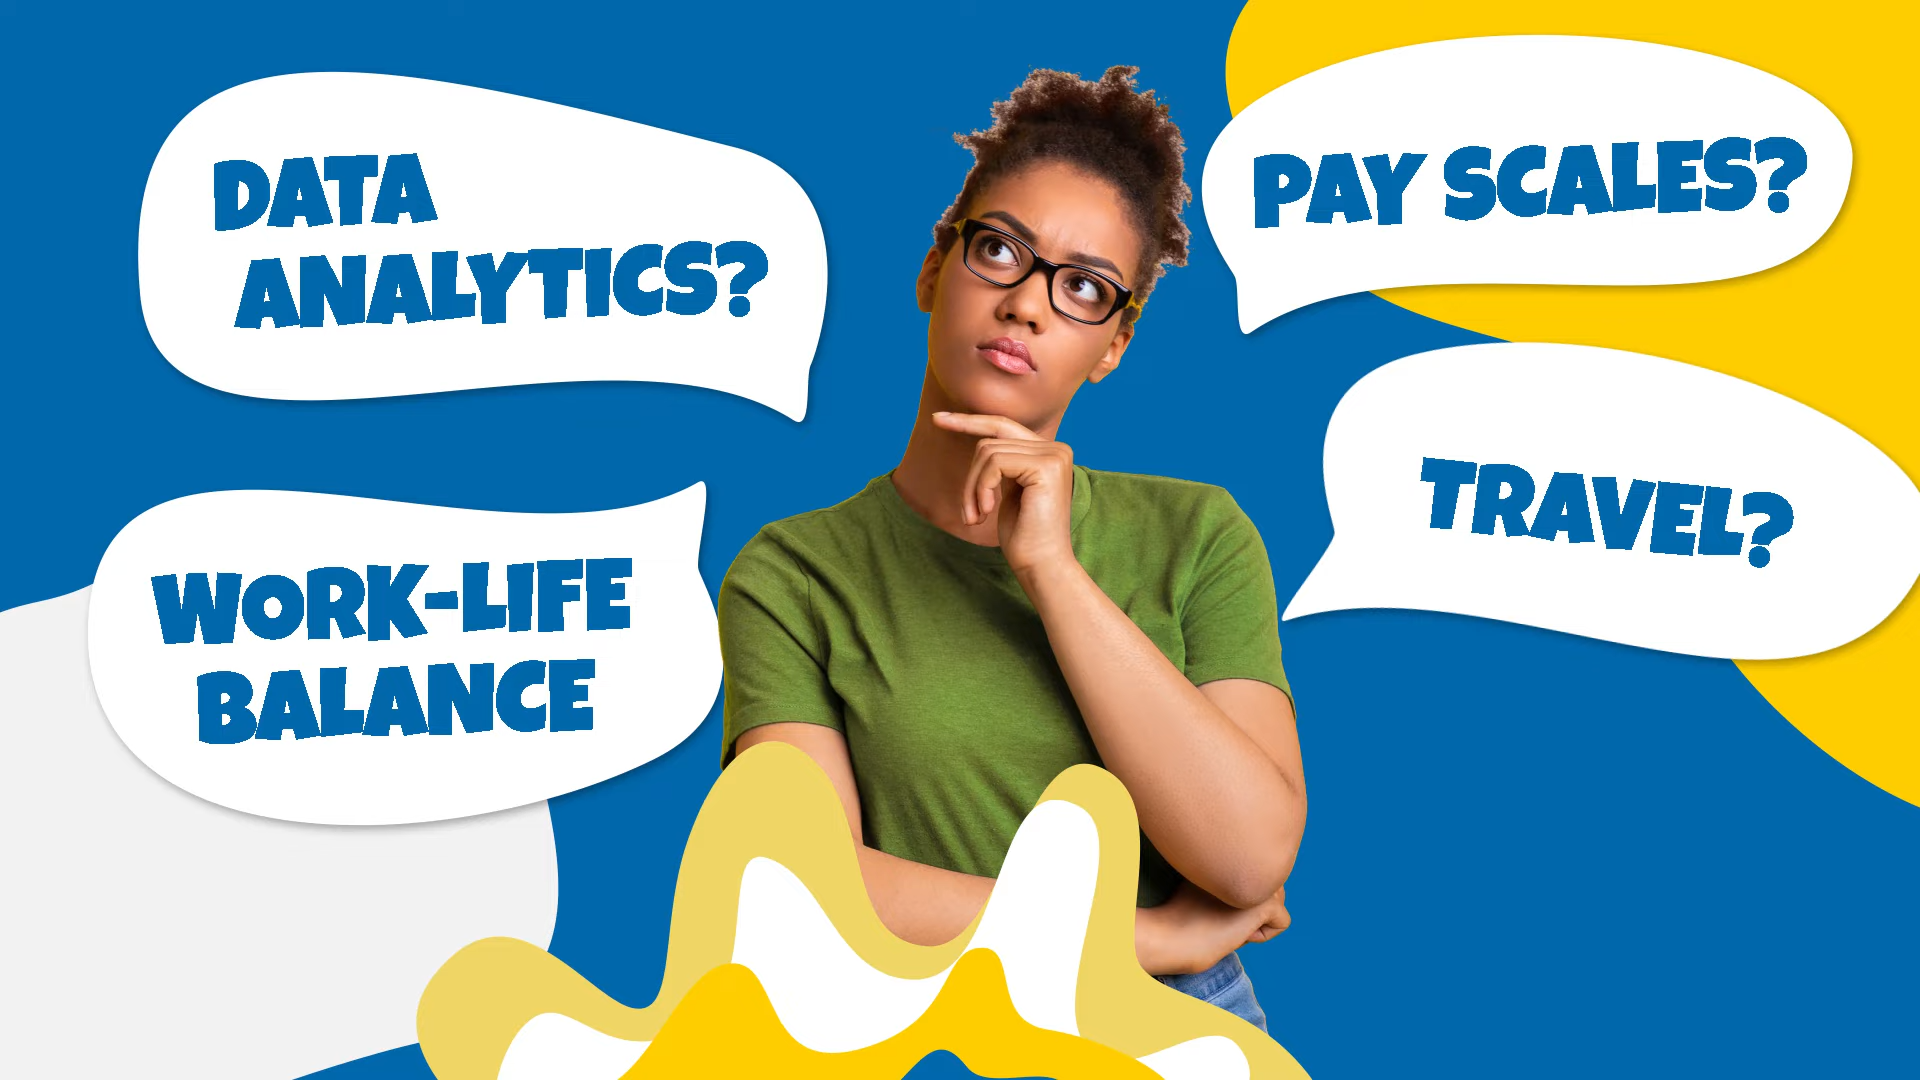 DATA
ANALYTICS?
PAY SCALES?
TRAVEL?
WORK-LIFE
BALANCE